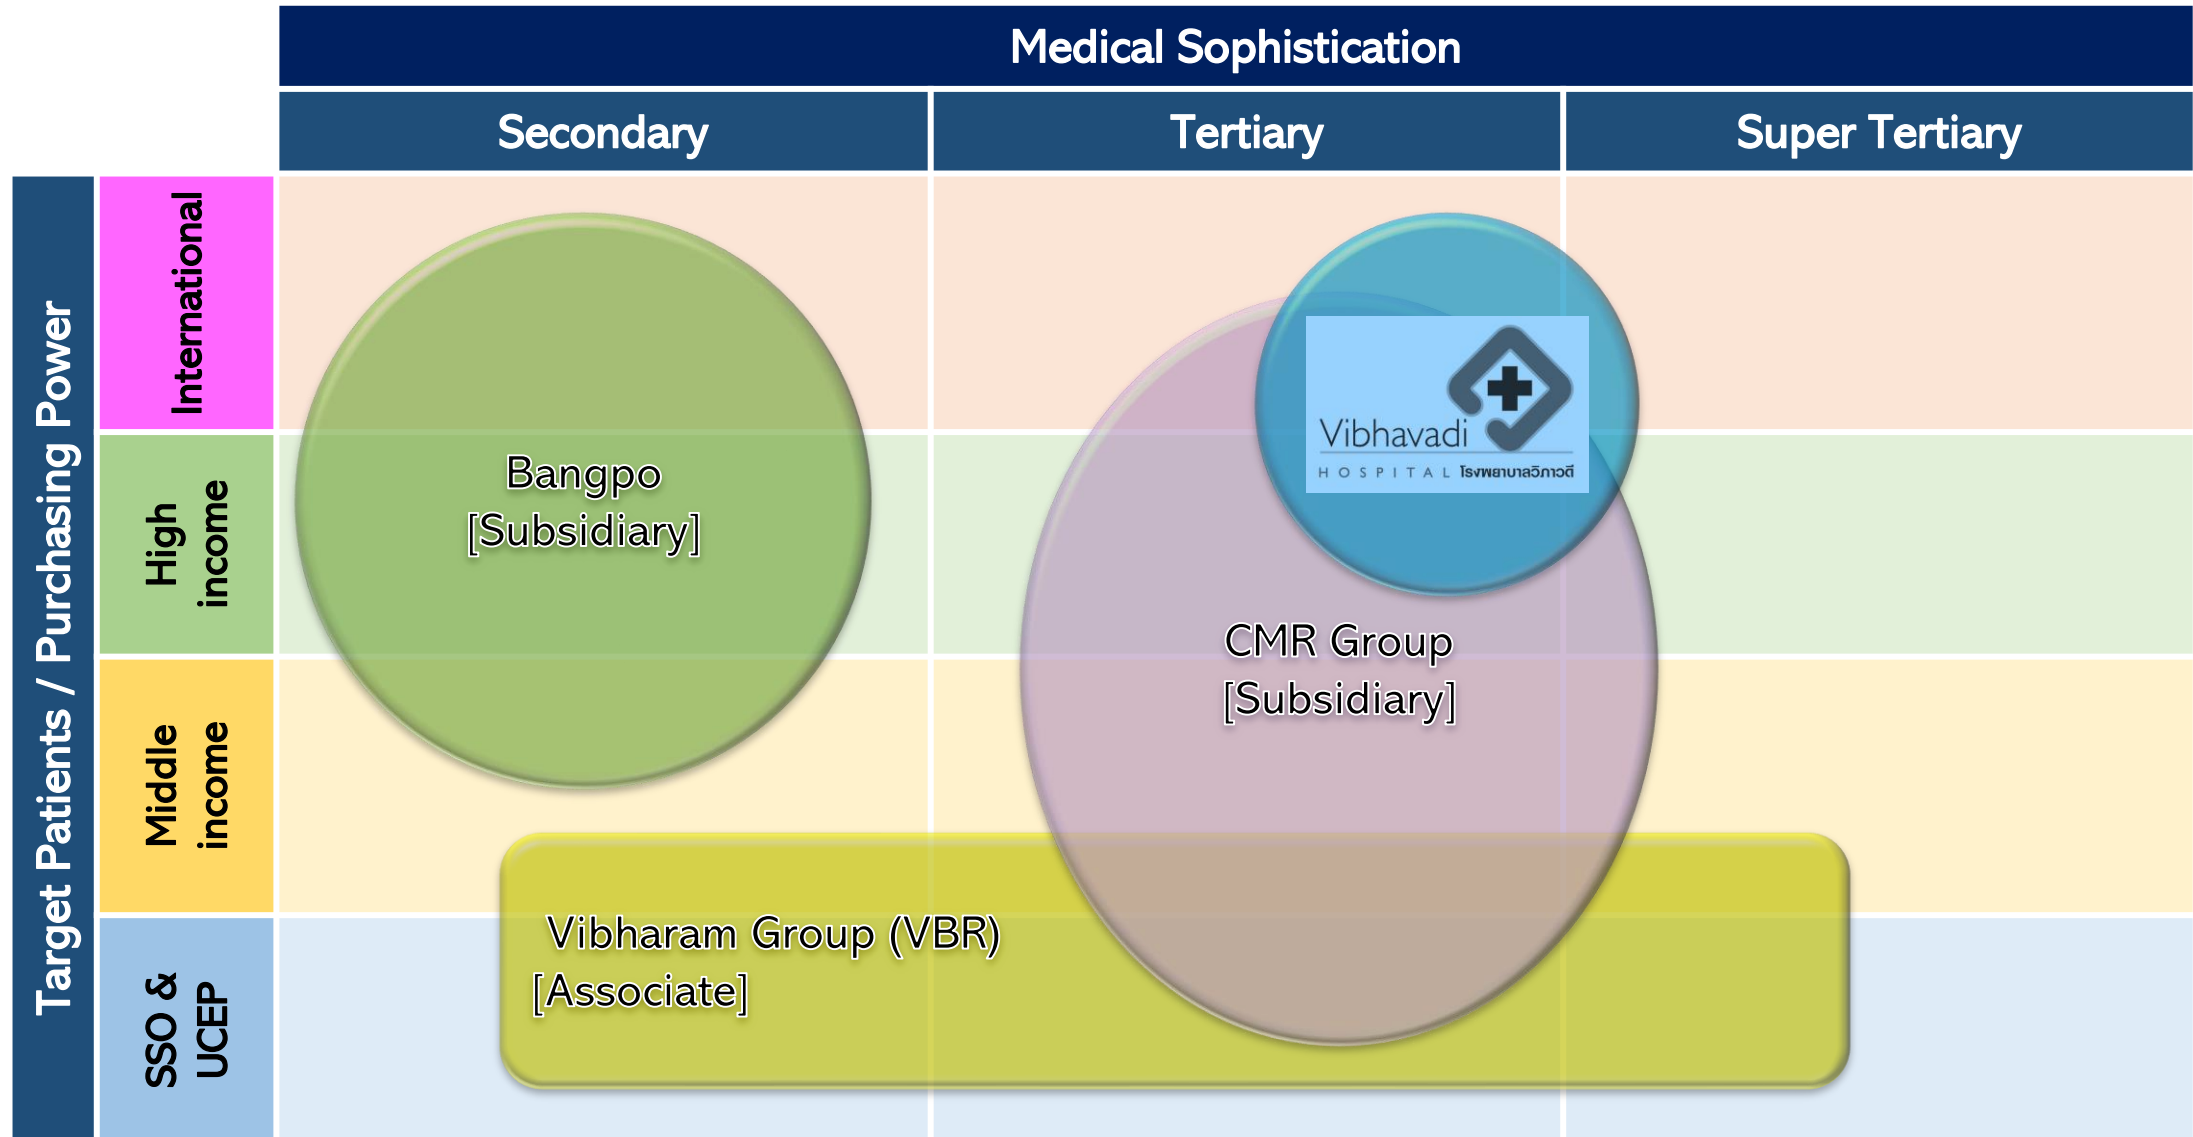 Medical Sophistication
Secondary
Tertiary
Super Tertiary
Target Patients / Purchasing Power
International
High
income
Middle
income
SSO &
UCEP
Bangpo
[Subsidiary]
Vibhavadi
HOSPITAL โรงพยาบาลวิภาวดี
CMR Group
[Subsidiary]
Vibharam Group (VBR)
[Associate]